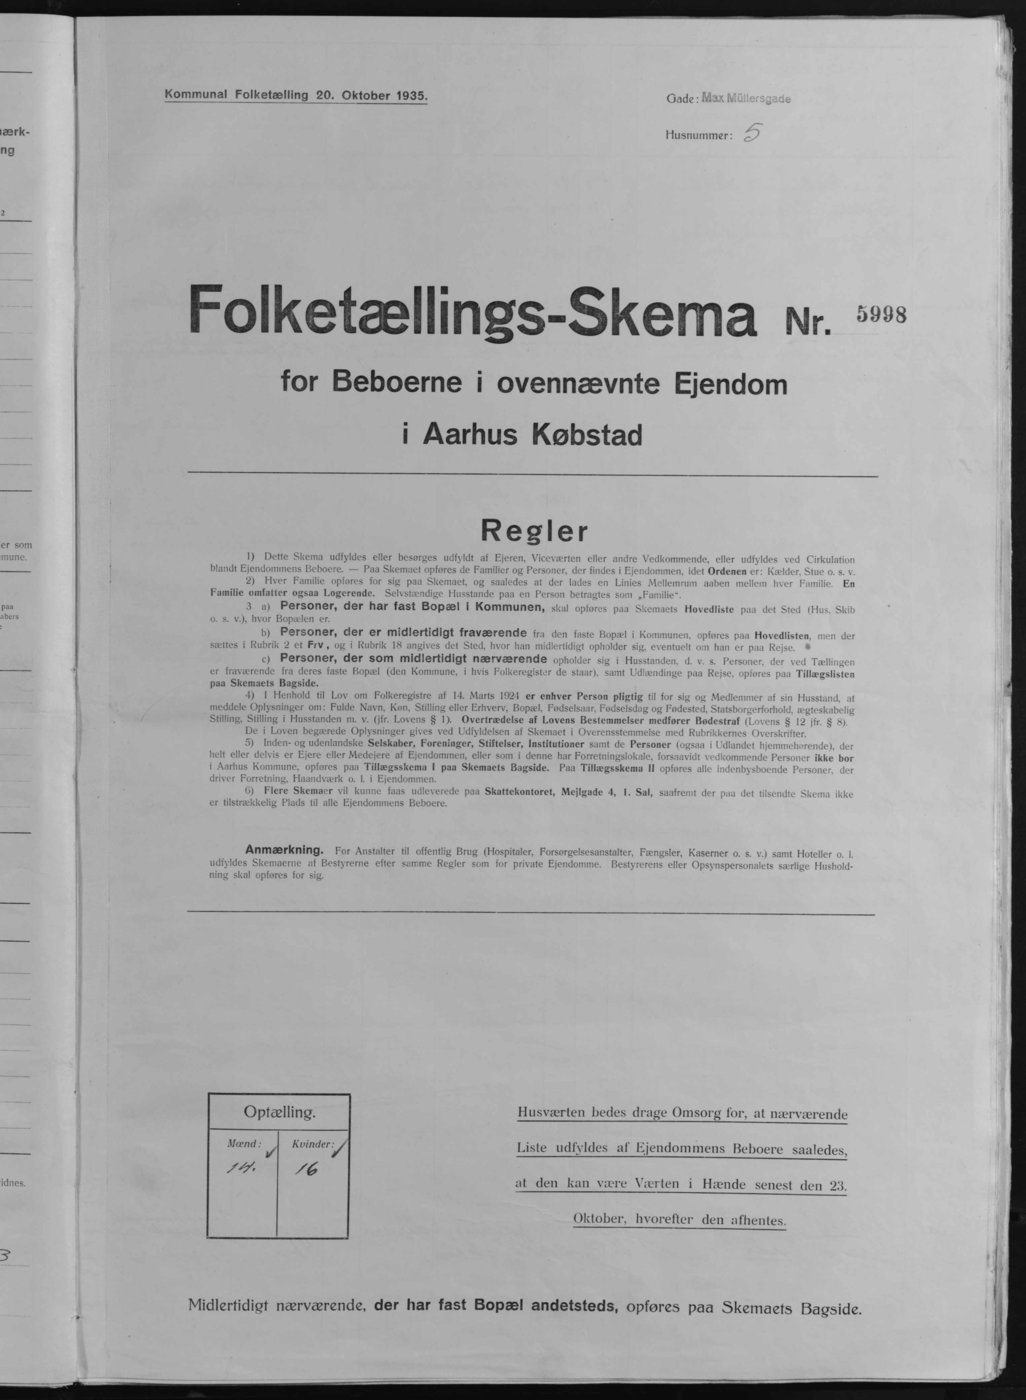 Kommunal Folketælling 20. Oktober 1935.
Gade: Max Müllersgade
Husnummer: 5
Folketællings-Skema Nr. 5998
for Beboerne i ovennævnte Ejendom
i Aarhus Købstad
Regler
1) Dette Skema udfyldes eller besørges udfyldt af Ejeren, Viceværten eller andre Vedkommende, eller udfyldes ved Cirkulation
blandt Ejendommens Beboere. — Paa Skemaet opføres de Familier og Personer, der findes i Ejendommen, idet Ordenen er: Kælder, Stue o. s. v.
2) Hver Familie opføres for sig paa Skemaet, og saaledes at der lades en Linies Mellemrum aaben mellem hver Familie. En
Familie omfatter ogsaa Logerende. Selvstændige Husstande paa en Person betragtes som „Familie“.
3 a) Personer, der har fast Bopæl i Kommunen, skal opføres paa Skemaets Hovedliste paa det Sted (Hus, Skib
o. s. v.), hvor Bopælen er.
b) Personer, der er midlertidigt fraværende fra den faste Bopæl i Kommunen, opføres paa Hovedlisten, men der
sættes i Rubrik 2 et Frv, og i Rubrik 18 angives det Sted, hvor han midlertidigt opholder sig, eventuelt om han er paa Rejse.
c) Personer, der som midlertidigt nærværende opholder sig i Husstanden, d. v. s. Personer, der ved Tællingen
er fraværende fra deres faste Bopæl (den Kommune, i hvis Folkeregister de staar), samt Udlændinge paa Rejse, opføres paa Tillægslisten
paa Skemaets Bagside.
4) I Henhold til Lov om Folkeregistre af 14. Marts 1924 er enhver Person pligtig til for sig og Medlemmer af sin Husstand, at
meddele Oplysninger om: Fulde Navn, Køn, Stilling eller Erhverv, Bopæl, Fødselsaar, Fødselsdag og Fødested, Statsborgerforhold, ægteskabelig
Stilling, Stilling i Husstanden m. v. (jfr. Lovens § 1). Overtrædelse af Lovens Bestemmelser medfører Bødestraf (Lovens § 12 jfr. § 8).
De i Loven begærede Oplysninger gives ved Udfyldelsen af Skemaet i Overensstemmelse med Rubrikkernes Overskrifter.
5) Inden- og udenlandske Selskaber, Foreninger, Stiftelser, Institutioner samt de Personer (ogsaa i Udlandet hjemmehørende), der
helt eller delvis er Ejere eller Medejere af Ejendommen, eller som i denne har Forretningslokale, forsaavidt vedkommende Personer ikke bor
i Aarhus Kommune, opføres paa Tillægsskema I paa Skemaets Bagside. Paa Tillægsskema II opføres alle indenbysboende Personer, der
driver Forretning, Haandværk o. l. i Ejendommen.
6) Flere Skemaer vil kunne faas udleverede paa Skattekontoret, Mejlgade 4, 1. Sal, saafremt der paa det tilsendte Skema ikke
er tilstrækkelig Plads til alle Ejendommens Beboere.
Anmærkning. For Anstalter til offentlig Brug (Hospitaler, Forsørgelsesanstalter, Fængsler, Kaserner o. s. v.) samt Hoteller o. l.
udfyldes Skemaerne af Bestyrerne efter samme Regler som for private Ejendomme. Bestyrerens eller Opsynspersonalets særlige Hushold-
ning skal opføres for sig.
Optælling.
Mænd: Kvinder:
14. 16
Husværten bedes drage Omsorg for, at nærværende
Liste udfyldes af Ejendommens Beboere saaledes,
at den kan være Værten i Hænde senest den 23.
Oktober, hvorefter den afhentes.
Midlertidigt nærværende, der har fast Bopæl andetsteds, opføres paa Skemaets Bagside.